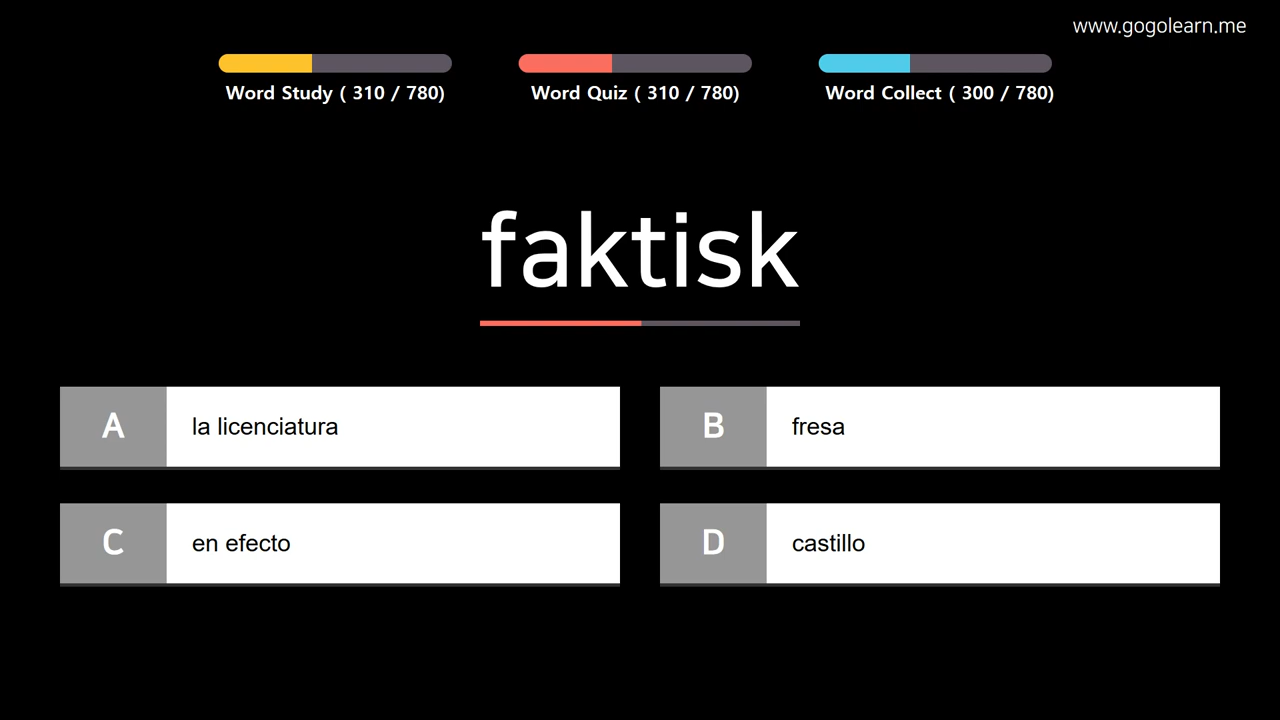 www.gogolearn.me
Word Study ( 310 / 780)
Word Quiz ( 310 / 780)
Word Collect ( 300 / 780)
faktisk
A
la licenciatura
B
fresa
C
en efecto
D
castillo